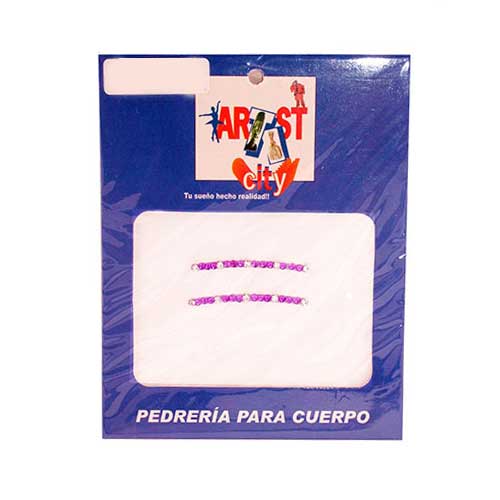 ARTIST
city
Tu sueño hecho realidad!!
PEDRERÍA PARA CUERPO